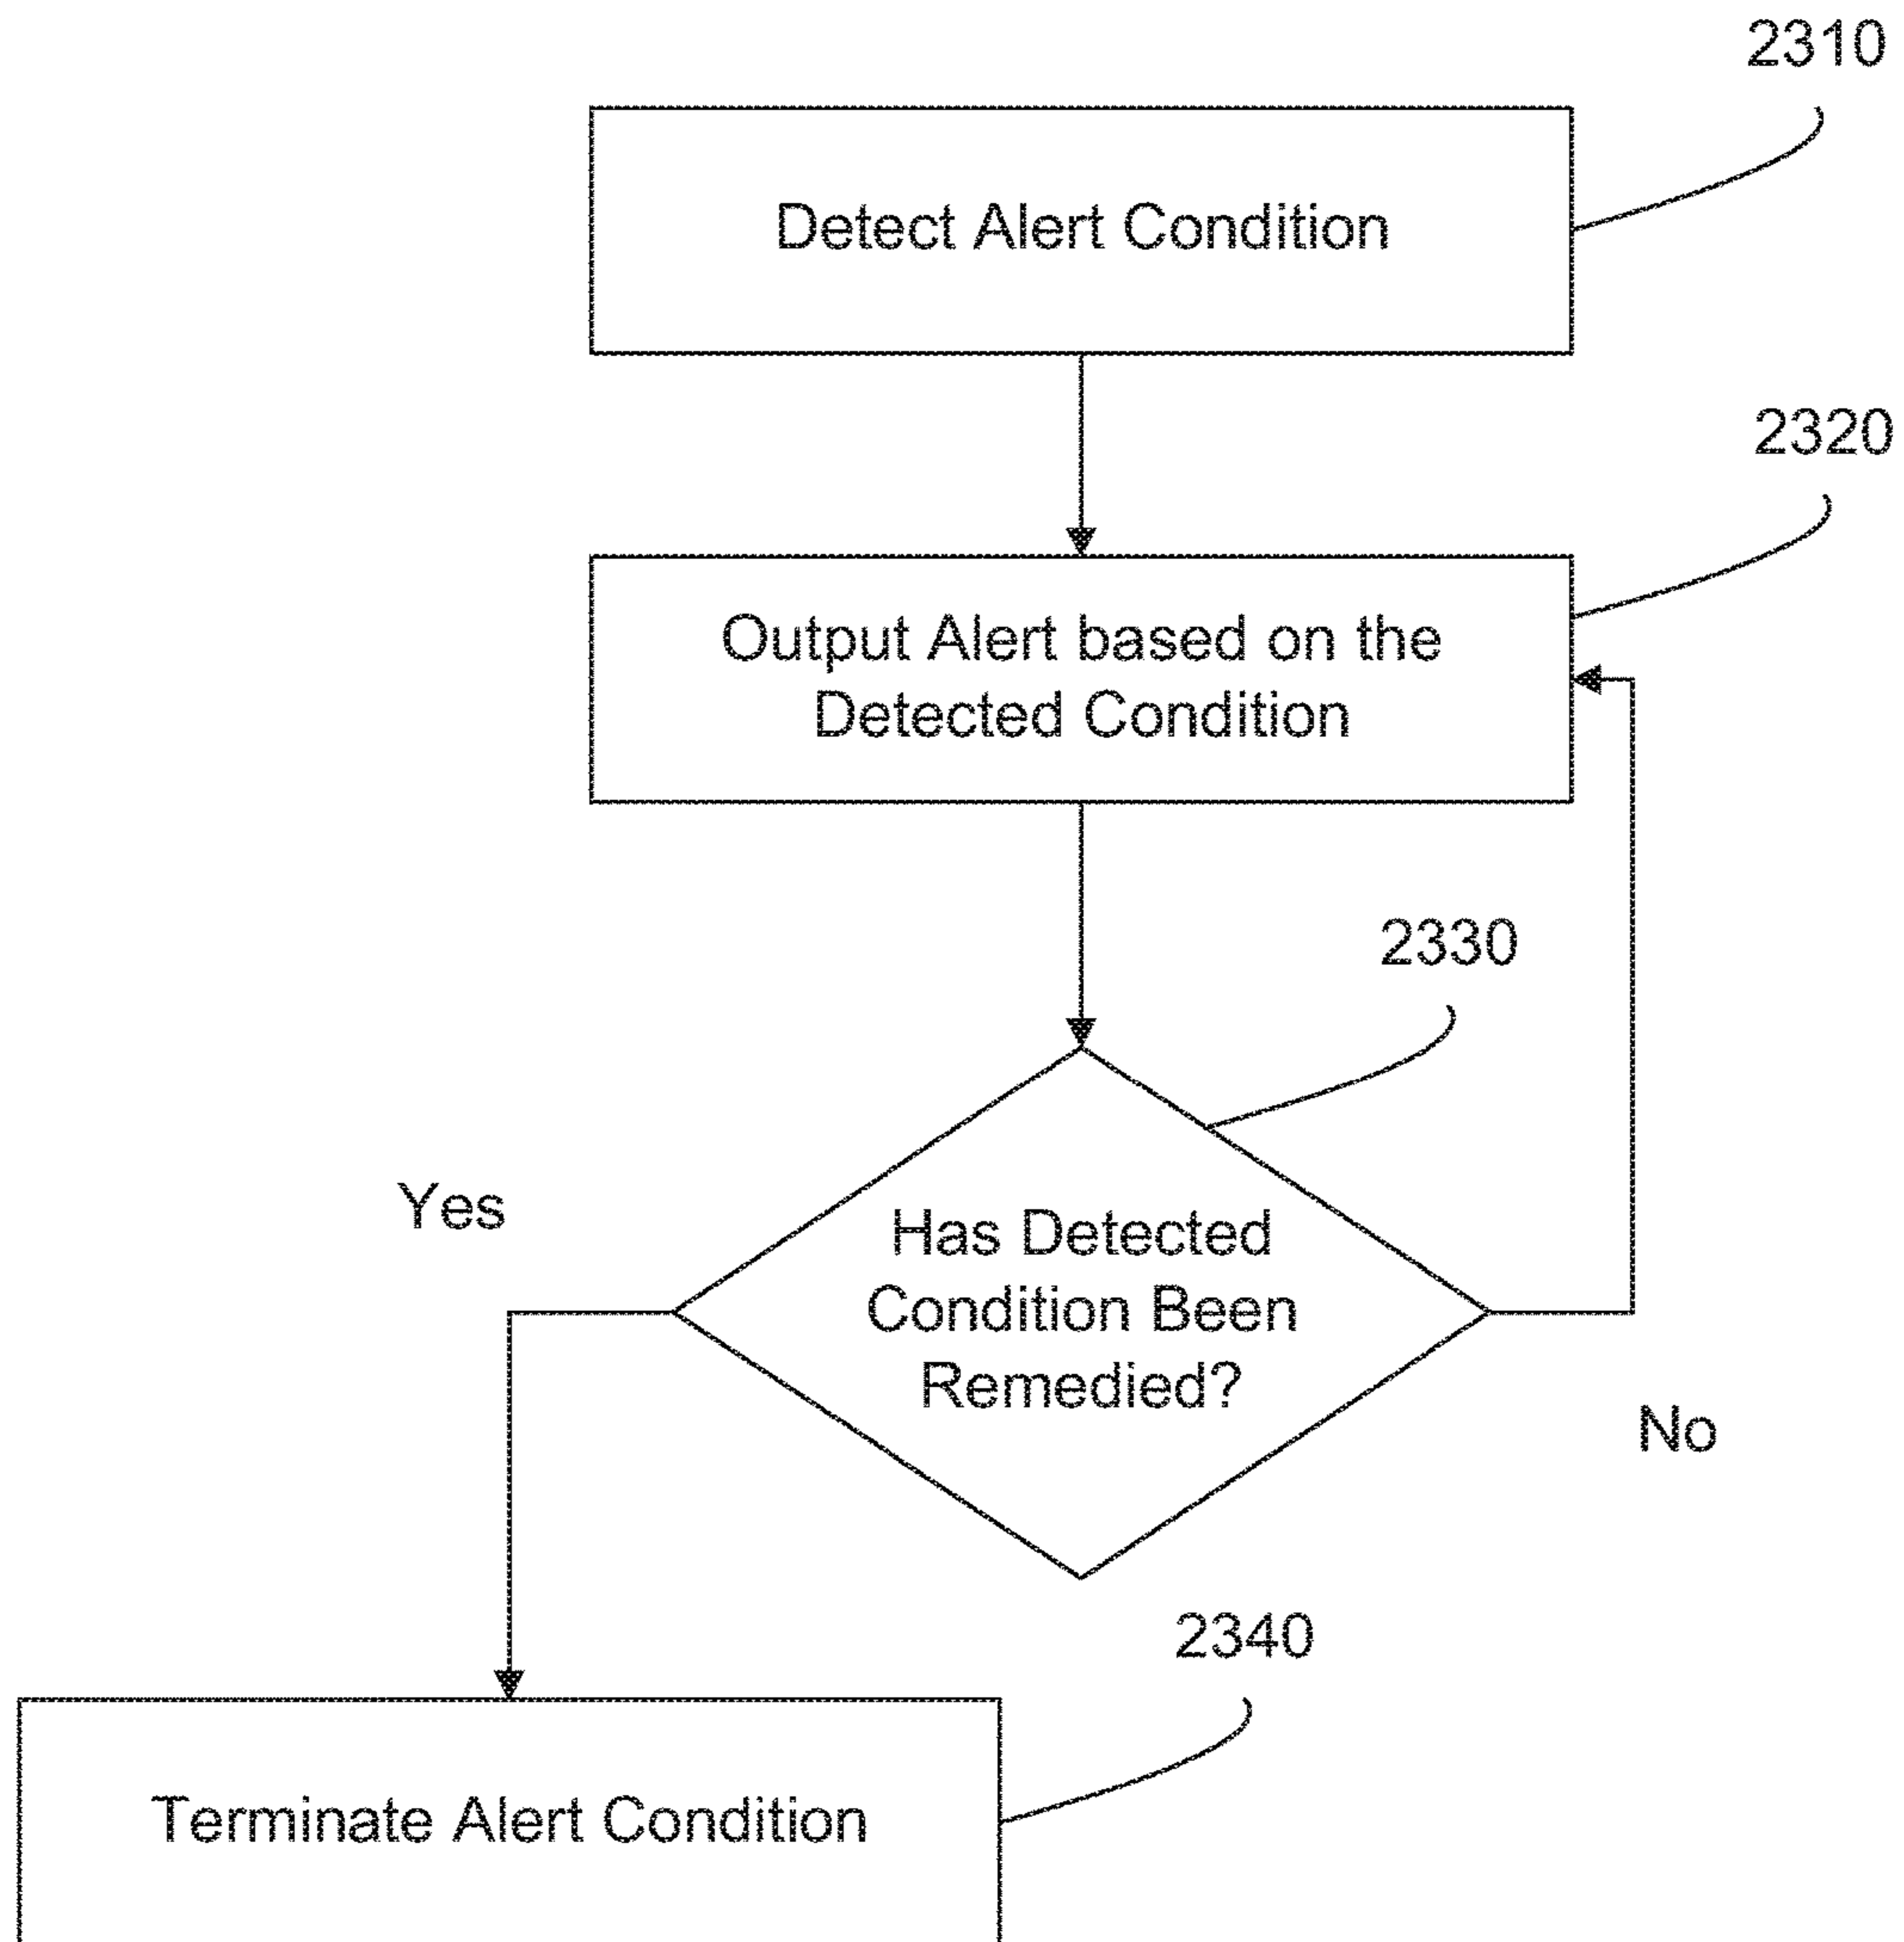 2310
Detect Alert Condition
2320
Output Alert based on the
Detected Condition
2330
Yes
Has Detected
Condition Been
Remedied?
No
2340
Terminate Alert Condition